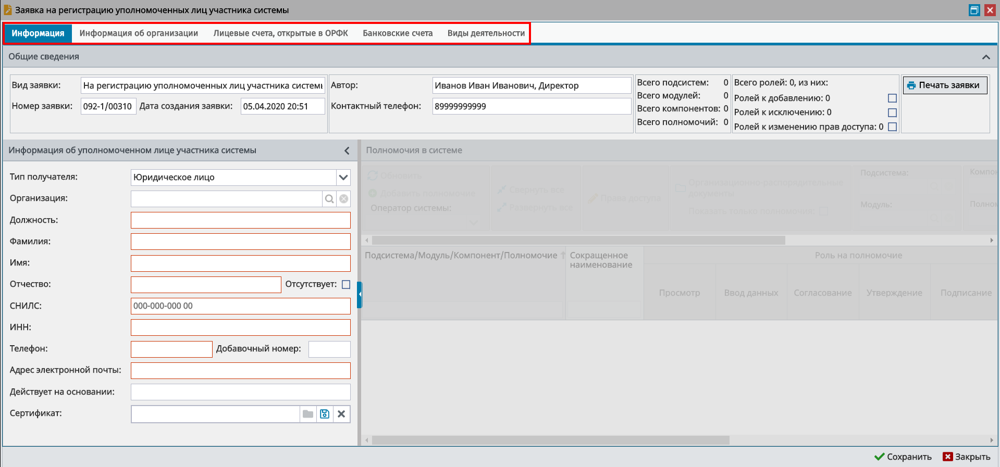 Заявка на регистрацию уполномоченных лиц участника системы
Информация Информация об организации Лицевые счета, открытые в ОРФК Банковские счета Виды деятельности
Общие сведения
Вид заявки: На регистрацию уполномоченных лиц участника системы
Номер заявки: 092-1/00310 Дата создания заявки: 05.04.2020 20:51
Автор: Иванов Иван Иванович, Директор
Контактный телефон: 89999999999
Всего подсистем: 0
Всего модулей: 0
Всего компонентов: 0
Всего полномочий: 0
Всего ролей: 0, из них:
Ролей к добавлению: 0
Ролей к исключению: 0
Ролей к изменению прав доступа: 0
Печать заявки
Информация об уполномоченном лице участника системы
Тип получателя: Юридическое лицо
Организация:
Должность:
Фамилия:
Имя:
Отчество: Отсутствует:
СНИЛС: 000-000-000 00
ИНН:
Телефон: Добавочный номер:
Адрес электронной почты:
Действует на основании:
Сертификат:
Полномочия в системе
Обновить
Добавить полномочие
Оператор системы:
Свернуть все
Развернуть все
Права доступа
Организационно-распорядительные
документы
Показать только полномочия:
Подсистема:
Модуль:
Компон
Полном
Подсистема/Модуль/Компонент/Полномочие
Сокращенное
наименование
Роль на полномочие
Просмотр Ввод данных Согласование Утверждение Подписание
Сохранить Закрыть